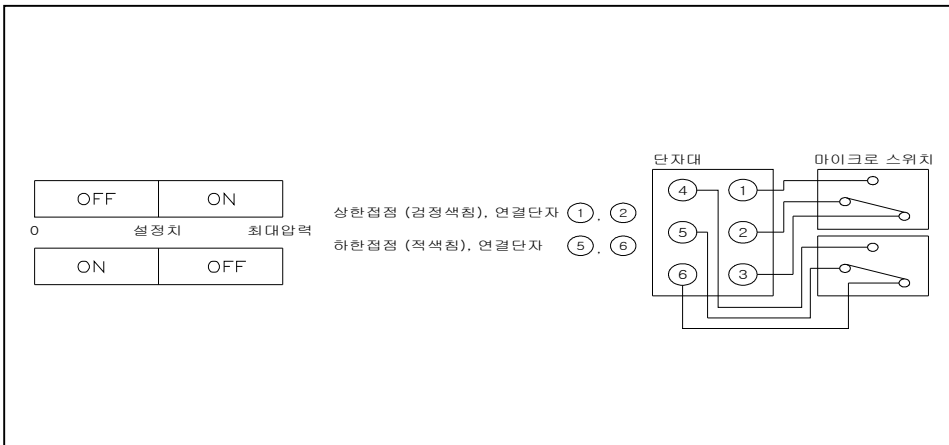 OFF ON
0 설정치 최대압력
ON OFF
상한접점 (검정색침), 연결단자 ①, ②
하한접점 (적색침), 연결단자 ⑤, ⑥
단자대
④ ①
⑤ ②
⑥ ③
마이크로 스위치